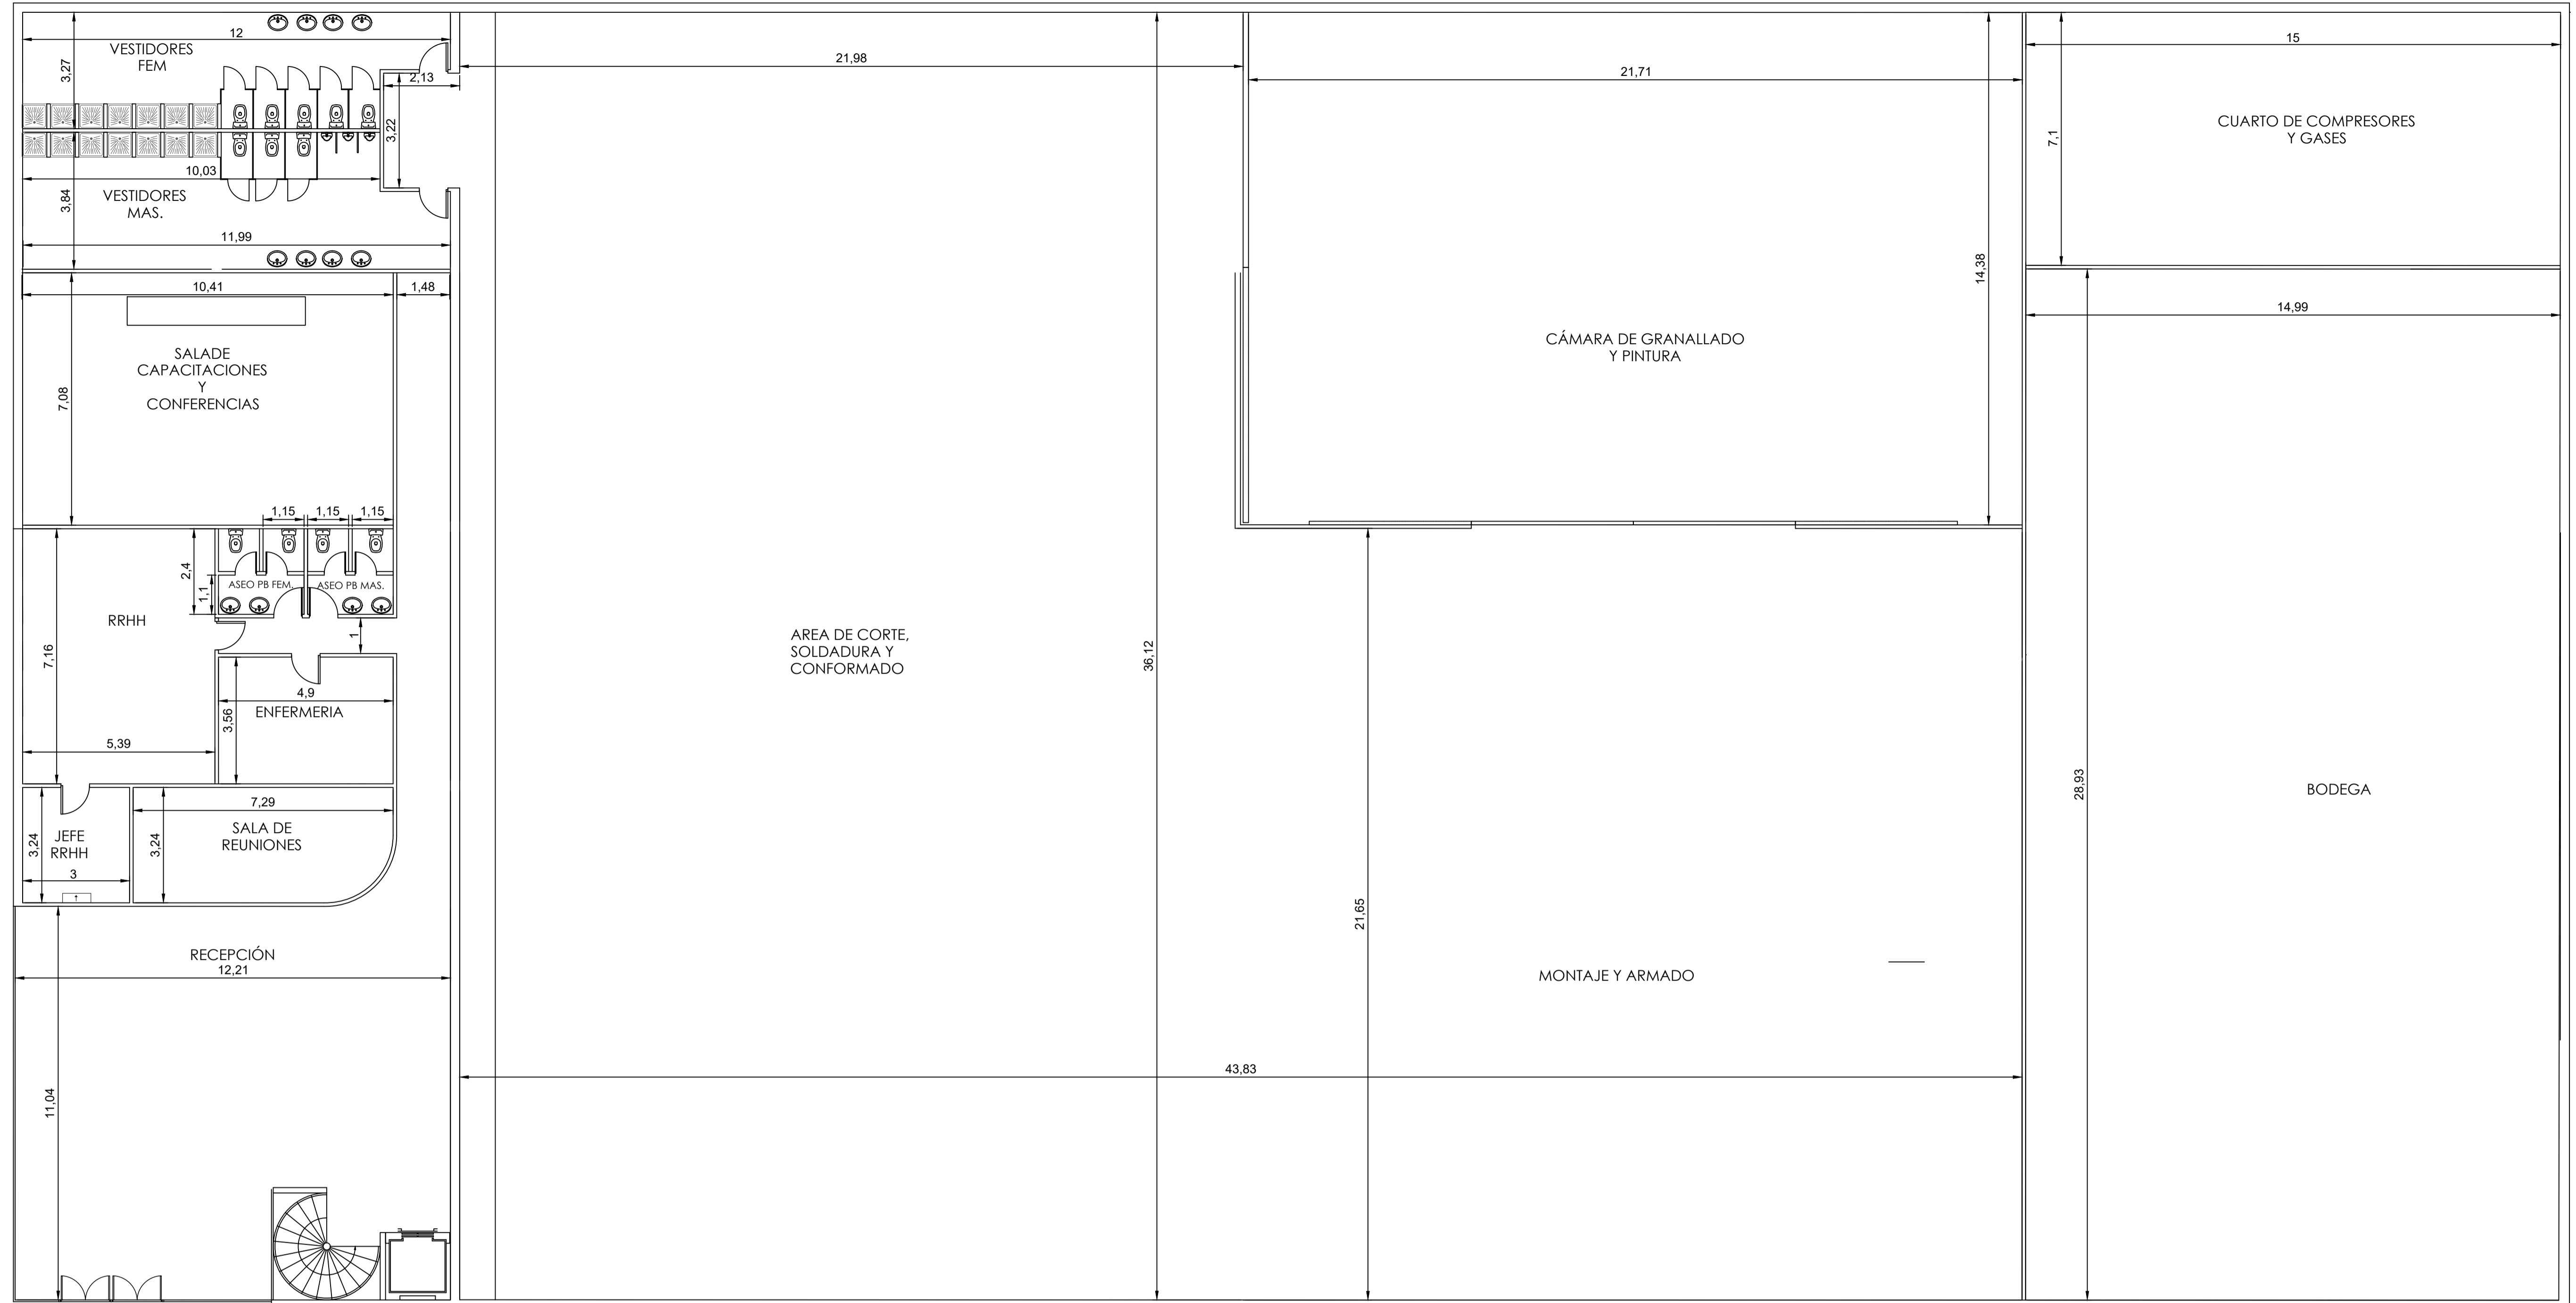 12
VESTIDORES
FEM
3,27
2,13
3,22
10,03
VESTIDORES
MAS.
3,84
11,99
10,41
1,48
SALADE
CAPACITACIONES
Y
CONFERENCIAS
7,08
1,15
1,15
1,15
2,4
1,1
ASEO PB FEM.
ASEO PB MAS.
RRHH
1
7,16
4,9
ENFERMERIA
3,56
5,39
7,29
SALA DE
REUNIONES
3,24
JEFE
RRHH
3,24
3
RECEPCIÓN
12,21
11,04
21,98
AREA DE CORTE,
SOLDADURA Y
CONFORMADO
36,12
21,71
14,38
CÁMARA DE GRANALLADO
Y PINTURA
21,65
MONTAJE Y ARMADO
43,83
15
CUARTO DE COMPRESORES
Y GASES
7,1
14,99
28,93
BODEGA